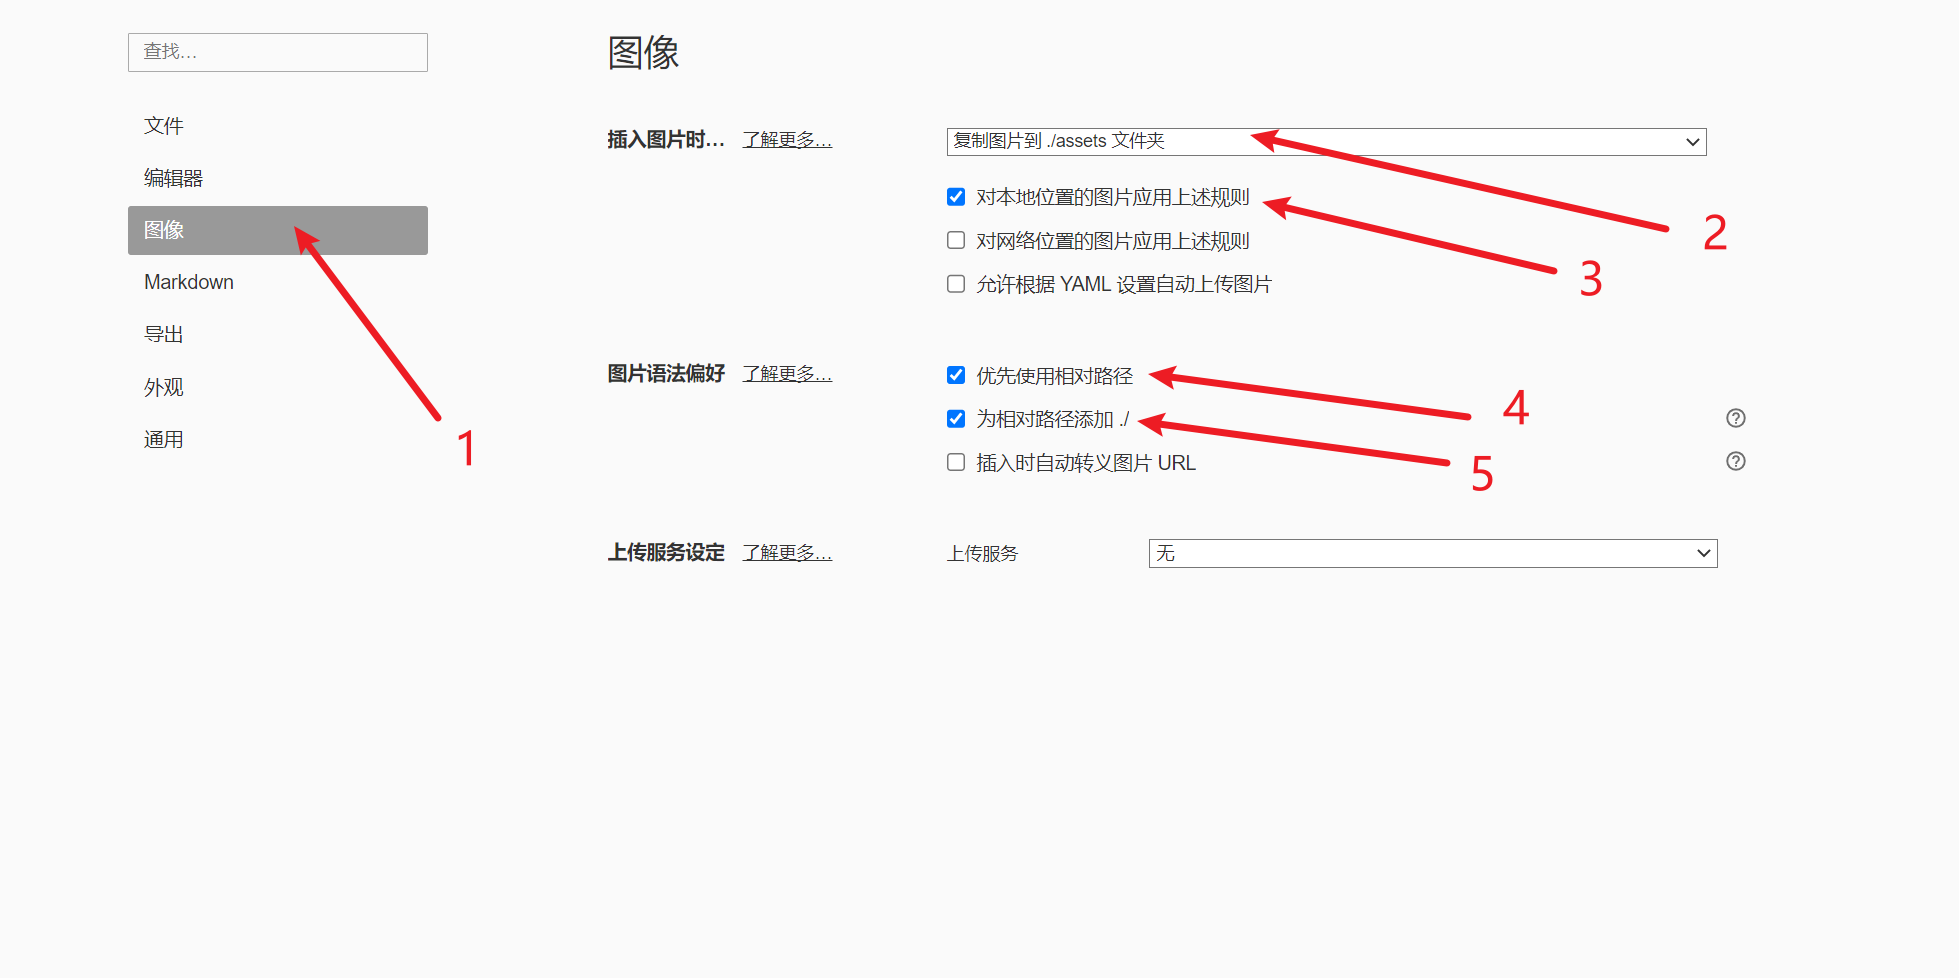 查找...
文件
编辑器
图像
Markdown
导出
外观
通用
1
图像
插入图片时... 了解更多... 复制图片到 ./assets 文件夹
对本地位置的图片应用上述规则
2
对网络位置的图片应用上述规则
3
允许根据 YAML 设置自动上传图片
图片语法偏好 了解更多... 优先使用相对路径
4
为相对路径添加 ./
插入时自动转义图片 URL
5
上传服务设定 了解更多... 上传服务 无